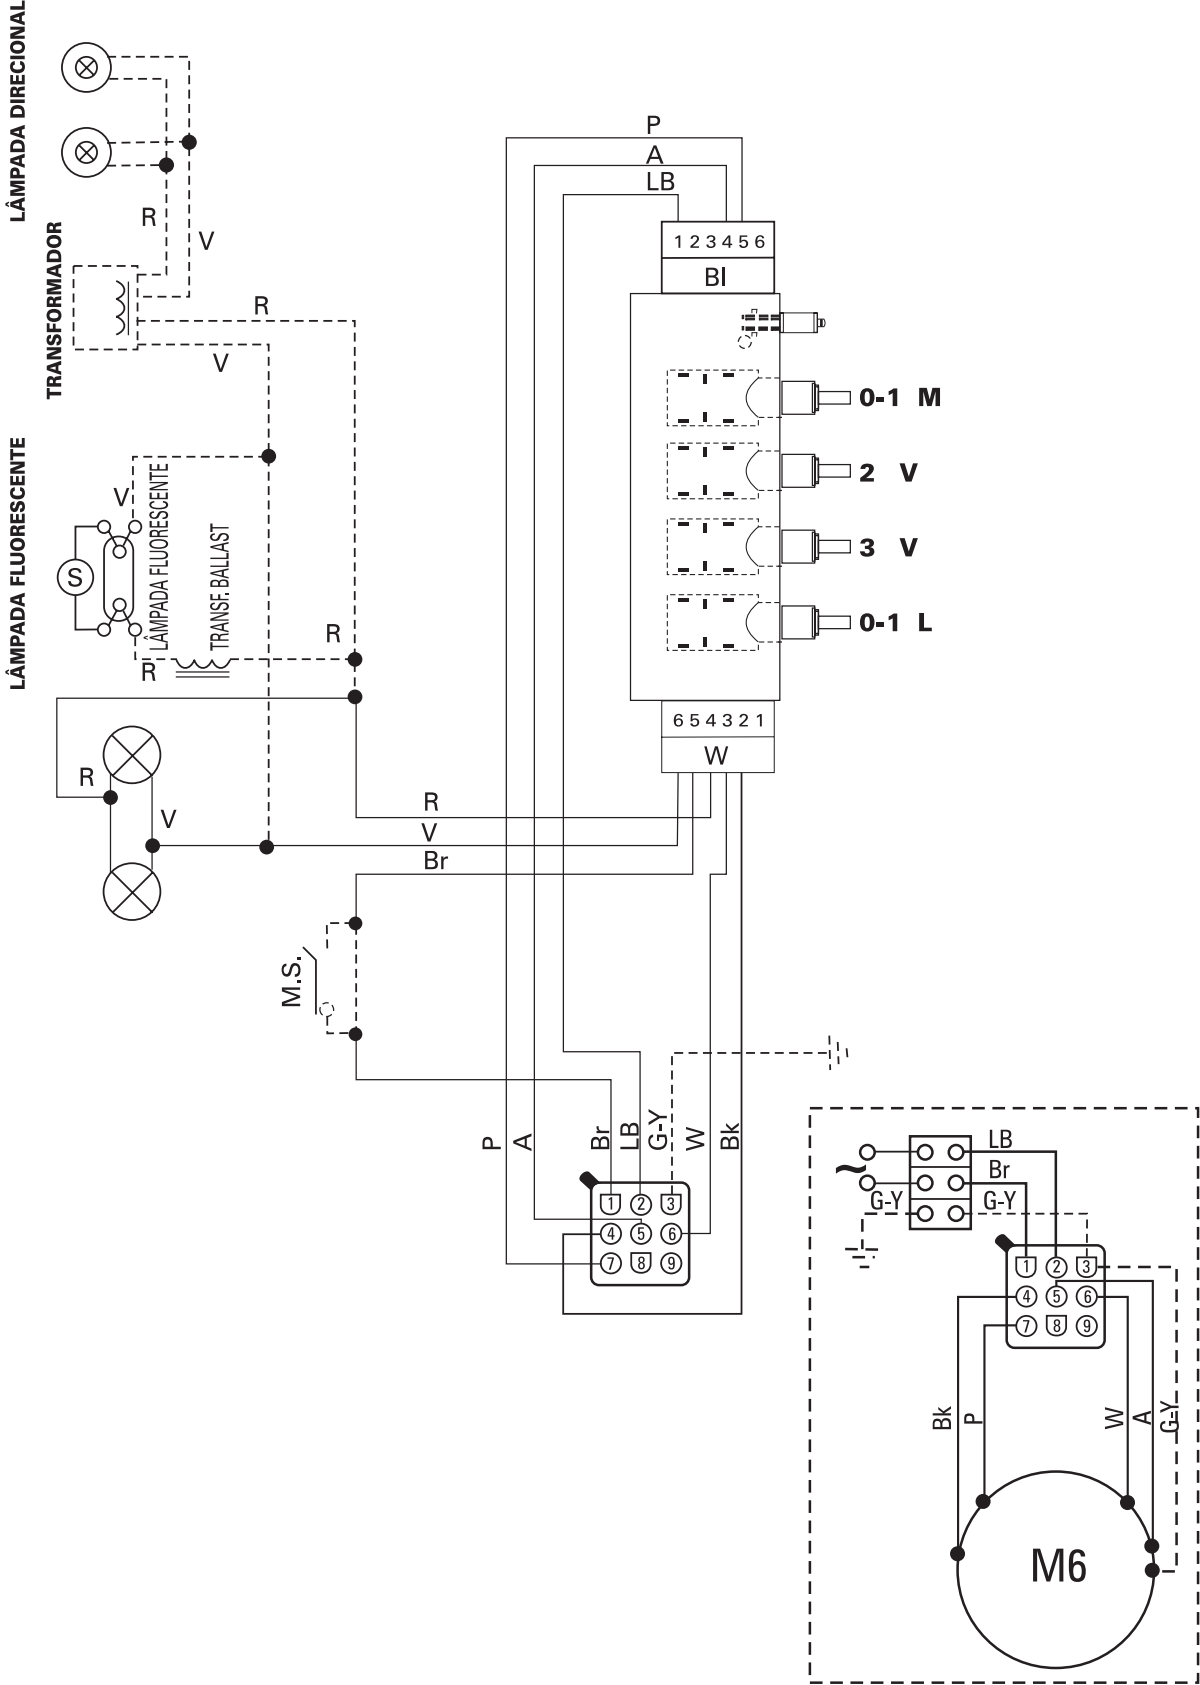 LÂMPADA DIRECIONAL
R
V
TRANSFORMADOR
R
V
LÂMPADA FLUORESCENTE
V
S
LÂMPADA FLUORESCENTE
TRANSF. BALLAST
R
R
R
V
P
A
LB
1 2 3 4 5 6
Bl
0-1 M
2 V
3 V
0-1 L
6 5 4 3 2 1
W
R
V
Br
M.S.
P
A
Br
LB
G-Y
W
Bk
1 2 3
4 5 6
7 8 9
~
LB
Br
G-Y
G-Y
1 2 3
4 5 6
7 8 9
Bk
P
W
A
G-Y
M6